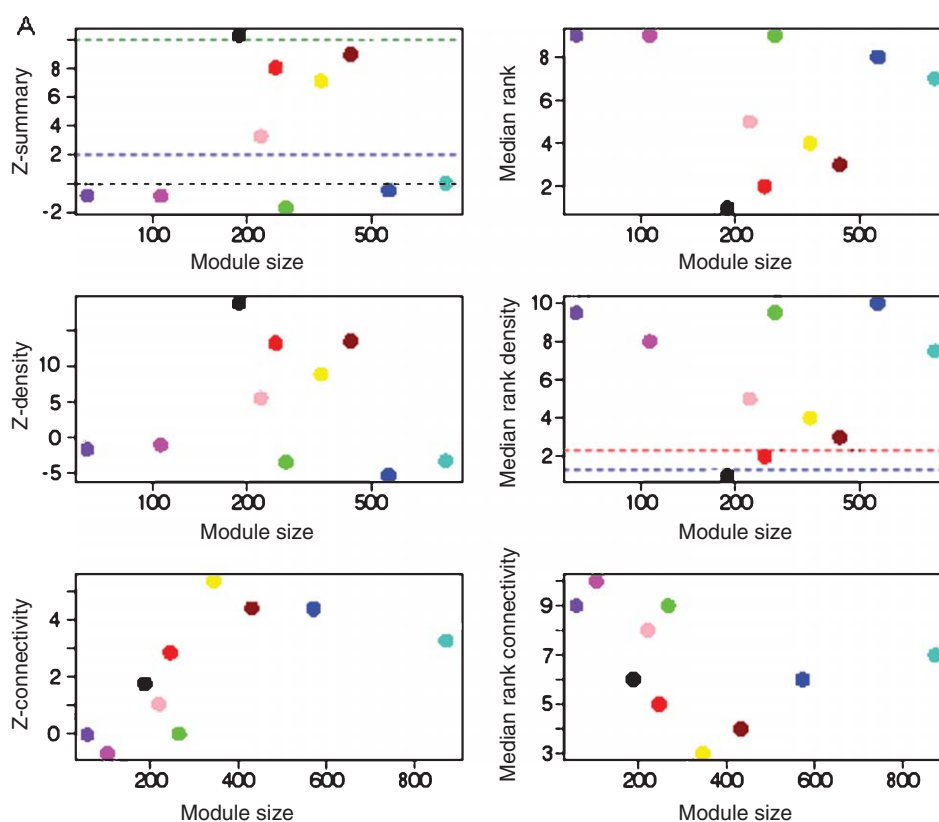 A
Z-summary
8
6
4
2
-2
100 200 500
Module size
Median rank
8
6
4
2
100 200 500
Module size
Z-density
10
5
0
-5
100 200 500
Module size
Median rank density
10
8
6
4
2
100 200 500
Module size
Z-connectivity
4
2
0
200 400 600 800
Module size
Median rank connectivity
9
7
5
3
200 400 600 800
Module size